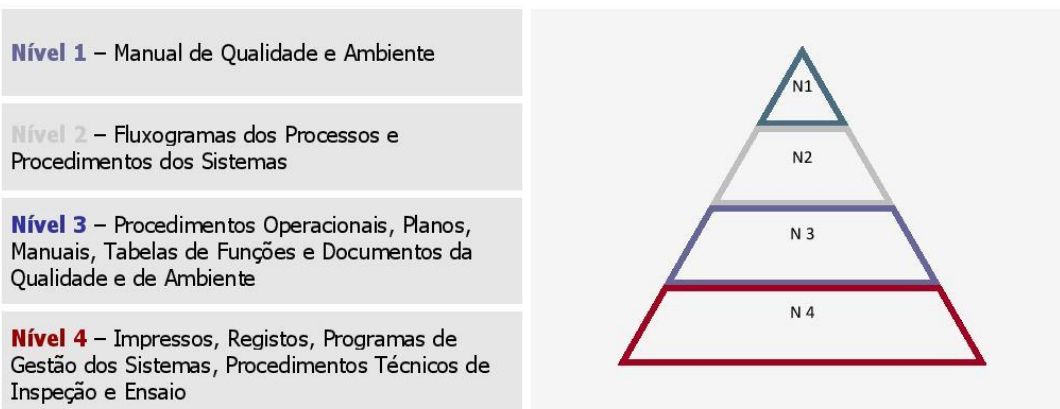 Nível 1 – Manual de Qualidade e Ambiente
Nível 2 – Fluxogramas dos Processos e
Procedimentos dos Sistemas
Nível 3 – Procedimentos Operacionais, Planos,
Manuais, Tabelas de Funções e Documentos da
Qualidade e de Ambiente
Nível 4 – Impressos, Registos, Programas de
Gestão dos Sistemas, Procedimentos Técnicos de
Inspeção e Ensaio
N1
N2
N 3
N 4